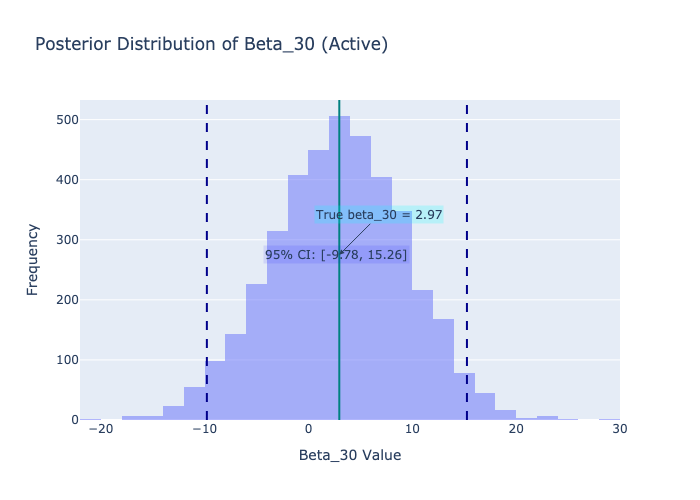 Posterior Distribution of Beta_30 (Active)
500
400
300
200
100
0
Frequency
True beta_30 = 2.97
95% CI: [-9.78, 15.26]
−20
−10
0
10
20
30
Beta_30 Value